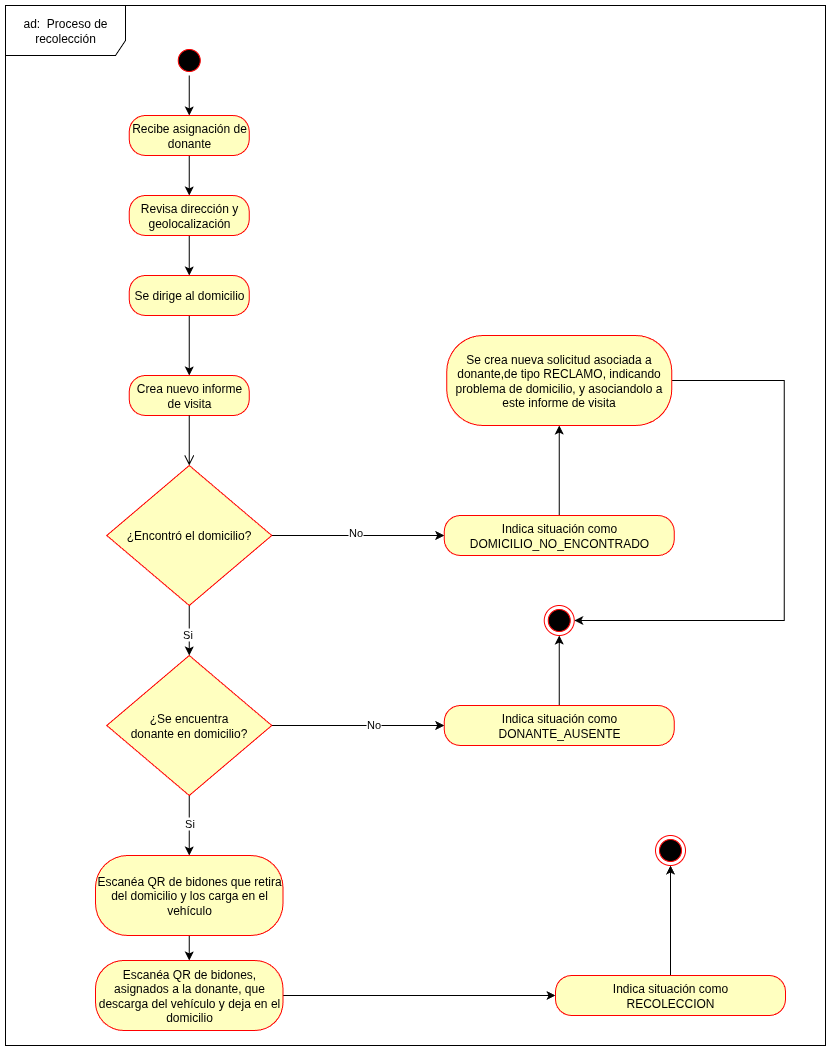 ad: Proceso de
recolección
Recibe asignación de
donante
Revisa dirección y
geolocalización
Se dirige al domicilio
Crea nuevo informe
de visita
Se crea nueva solicitud asociada a
donante,de tipo RECLAMO, indicando
problema de domicilio, y asociandolo a
este informe de visita
¿Encontró el domicilio?
No
Indica situación como
DOMICILIO_NO_ENCONTRADO
Si
¿Se encuentra
donante en domicilio?
No
Indica situación como
DONANTE_AUSENTE
Si
Escanéa QR de bidones que retira
del domicilio y los carga en el
vehículo
Escanéa QR de bidones,
asignados a la donante, que
descarga del vehículo y deja en el
domicilio
Indica situación como
RECOLECCION